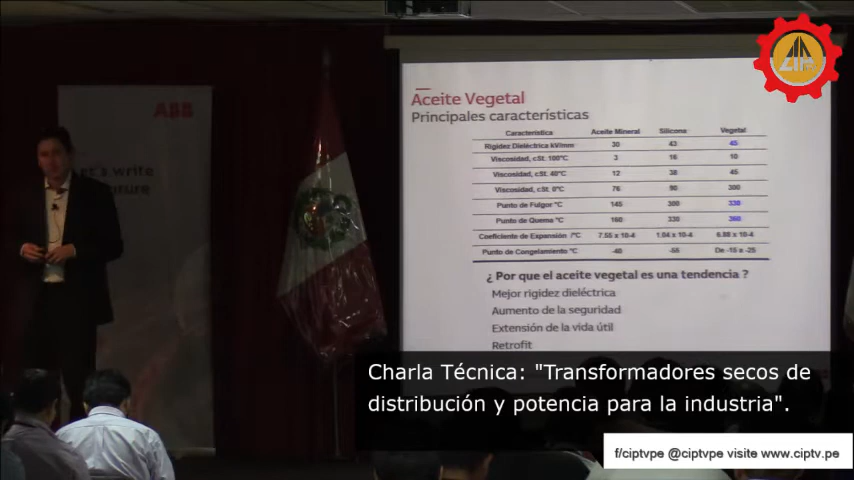 ABB
Let's write
future
CIP
Aceite Vegetal
Principales características
Característica Aceite Mineral Silicona Vegetal
Rigidez Dieléctrica kV/mm 30 43 45
Viscosidad, cSt. 100°C 3 16 10
Viscosidad, cSt. 40°C 12 38 45
Viscosidad, cSt. 0°C 76 90 300
Punto de Fulgor °C 145 300 330
Punto de Quema °C 160 330 360
Coeficiente de Expansión /°C 7.55 x 10-4 1.04 x 10-4 6.88 x 10-4
Punto de Congelamiento °C -40 -55 De -15 a -25
¿ Por que el aceite vegetal es una tendencia ?
Mejor rigidez dieléctrica
Aumento de la seguridad
Extensión de la vida útil
Retrofit
Charla Técnica: "Transformadores secos de
distribución y potencia para la industria".
f/ciptvpe @ciptvpe visite www.ciptv.pe